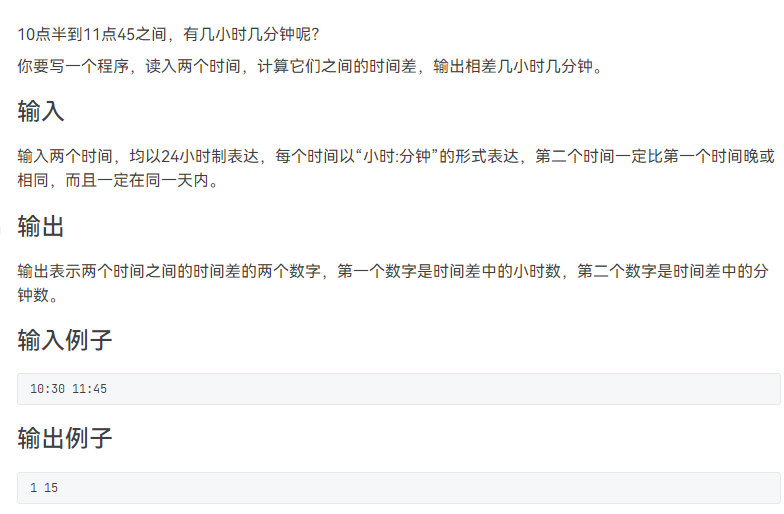 10点半到11点45之间，有几小时几分钟呢？
你要写一个程序，读入两个时间，计算它们之间的时间差，输出相差几小时几分钟。
输入
输入两个时间，均以24小时制表达，每个时间以“小时:分钟”的形式表达，第二个时间一定比第一个时间晚或
相同，而且一定在同一天内。
输出
输出表示两个时间之间的时间差的两个数字，第一个数字是时间差中的小时数，第二个数字是时间差中的分
钟数。
输入例子
10:30 11:45
输出例子
1 15